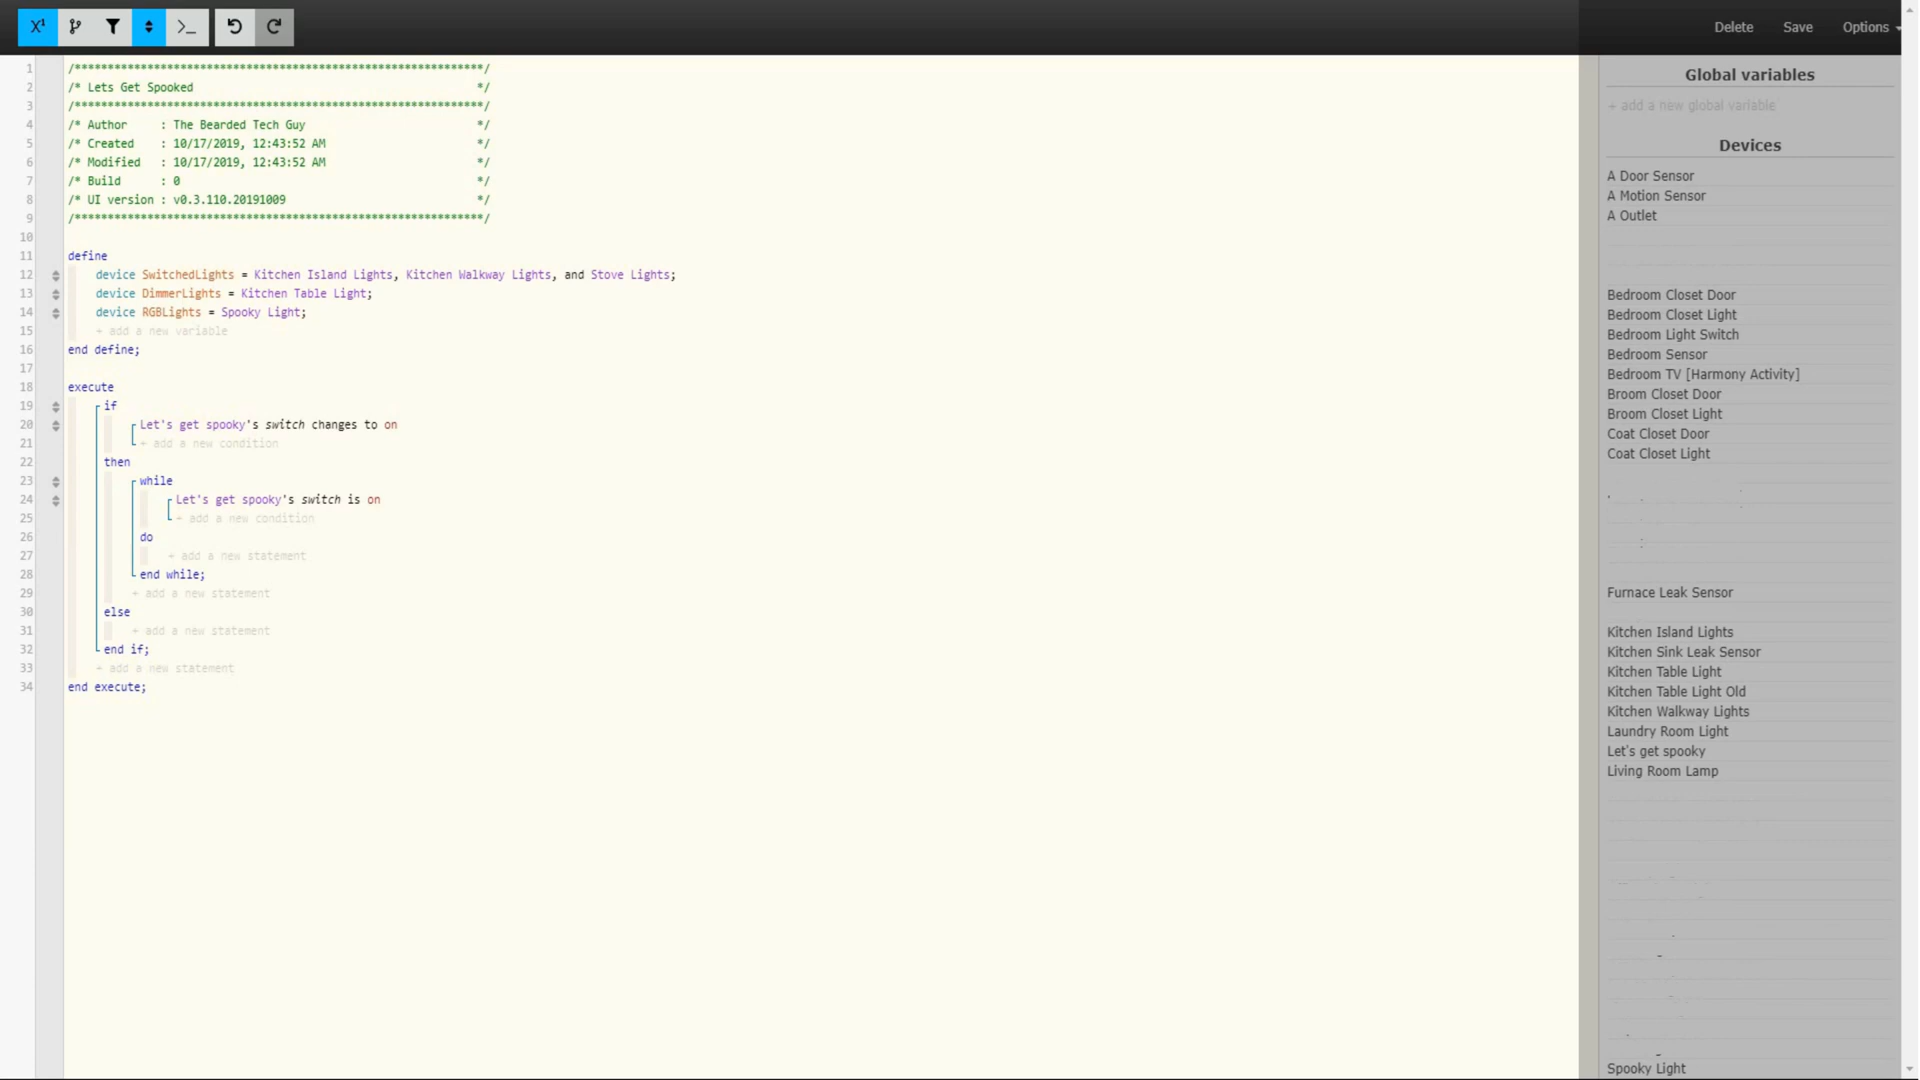 Delete Save Options
1 /**************************************************************/
2 /* Lets Get Spooked */
3 /**************************************************************/
4 /* Author : The Bearded Tech Guy */
5 /* Created : 10/17/2019, 12:43:52 AM */
6 /* Modified : 10/17/2019, 12:43:52 AM */
7 /* Build : 0 */
8 /* UI version : v0.3.110.20191009 */
9 /**************************************************************/
10
11 define
12 device SwitchedLights = Kitchen Island Lights, Kitchen Walkway Lights, and Stove Lights;
13 device DimmerLights = Kitchen Table Light;
14 device RGBLights = Spooky Light;
15 + add a new variable
16 end define;
17
18 execute
19 if
20 Let's get spooky's switch changes to on
21 + add a new condition
22 then
23 while
24 Let's get spooky's switch is on
25 + add a new condition
26 do
27 + add a new statement
28 end while;
29 + add a new statement
30 else
31 + add a new statement
32 end if;
33 + add a new statement
34 end execute;
Global variables
+ add a new global variable
Devices
A Door Sensor
A Motion Sensor
A Outlet
Bedroom Closet Door
Bedroom Closet Light
Bedroom Light Switch
Bedroom Sensor
Bedroom TV [Harmony Activity]
Broom Closet Door
Broom Closet Light
Coat Closet Door
Coat Closet Light
Furnace Leak Sensor
Kitchen Island Lights
Kitchen Sink Leak Sensor
Kitchen Table Light
Kitchen Table Light Old
Kitchen Walkway Lights
Laundry Room Light
Let's get spooky
Living Room Lamp
Spooky Light